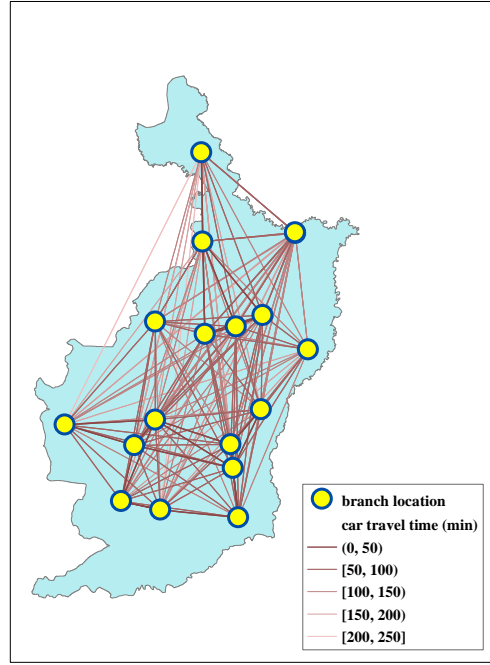 branch location
car travel time (min)
(0, 50)
[50, 100)
[100, 150)
[150, 200)
[200, 250]